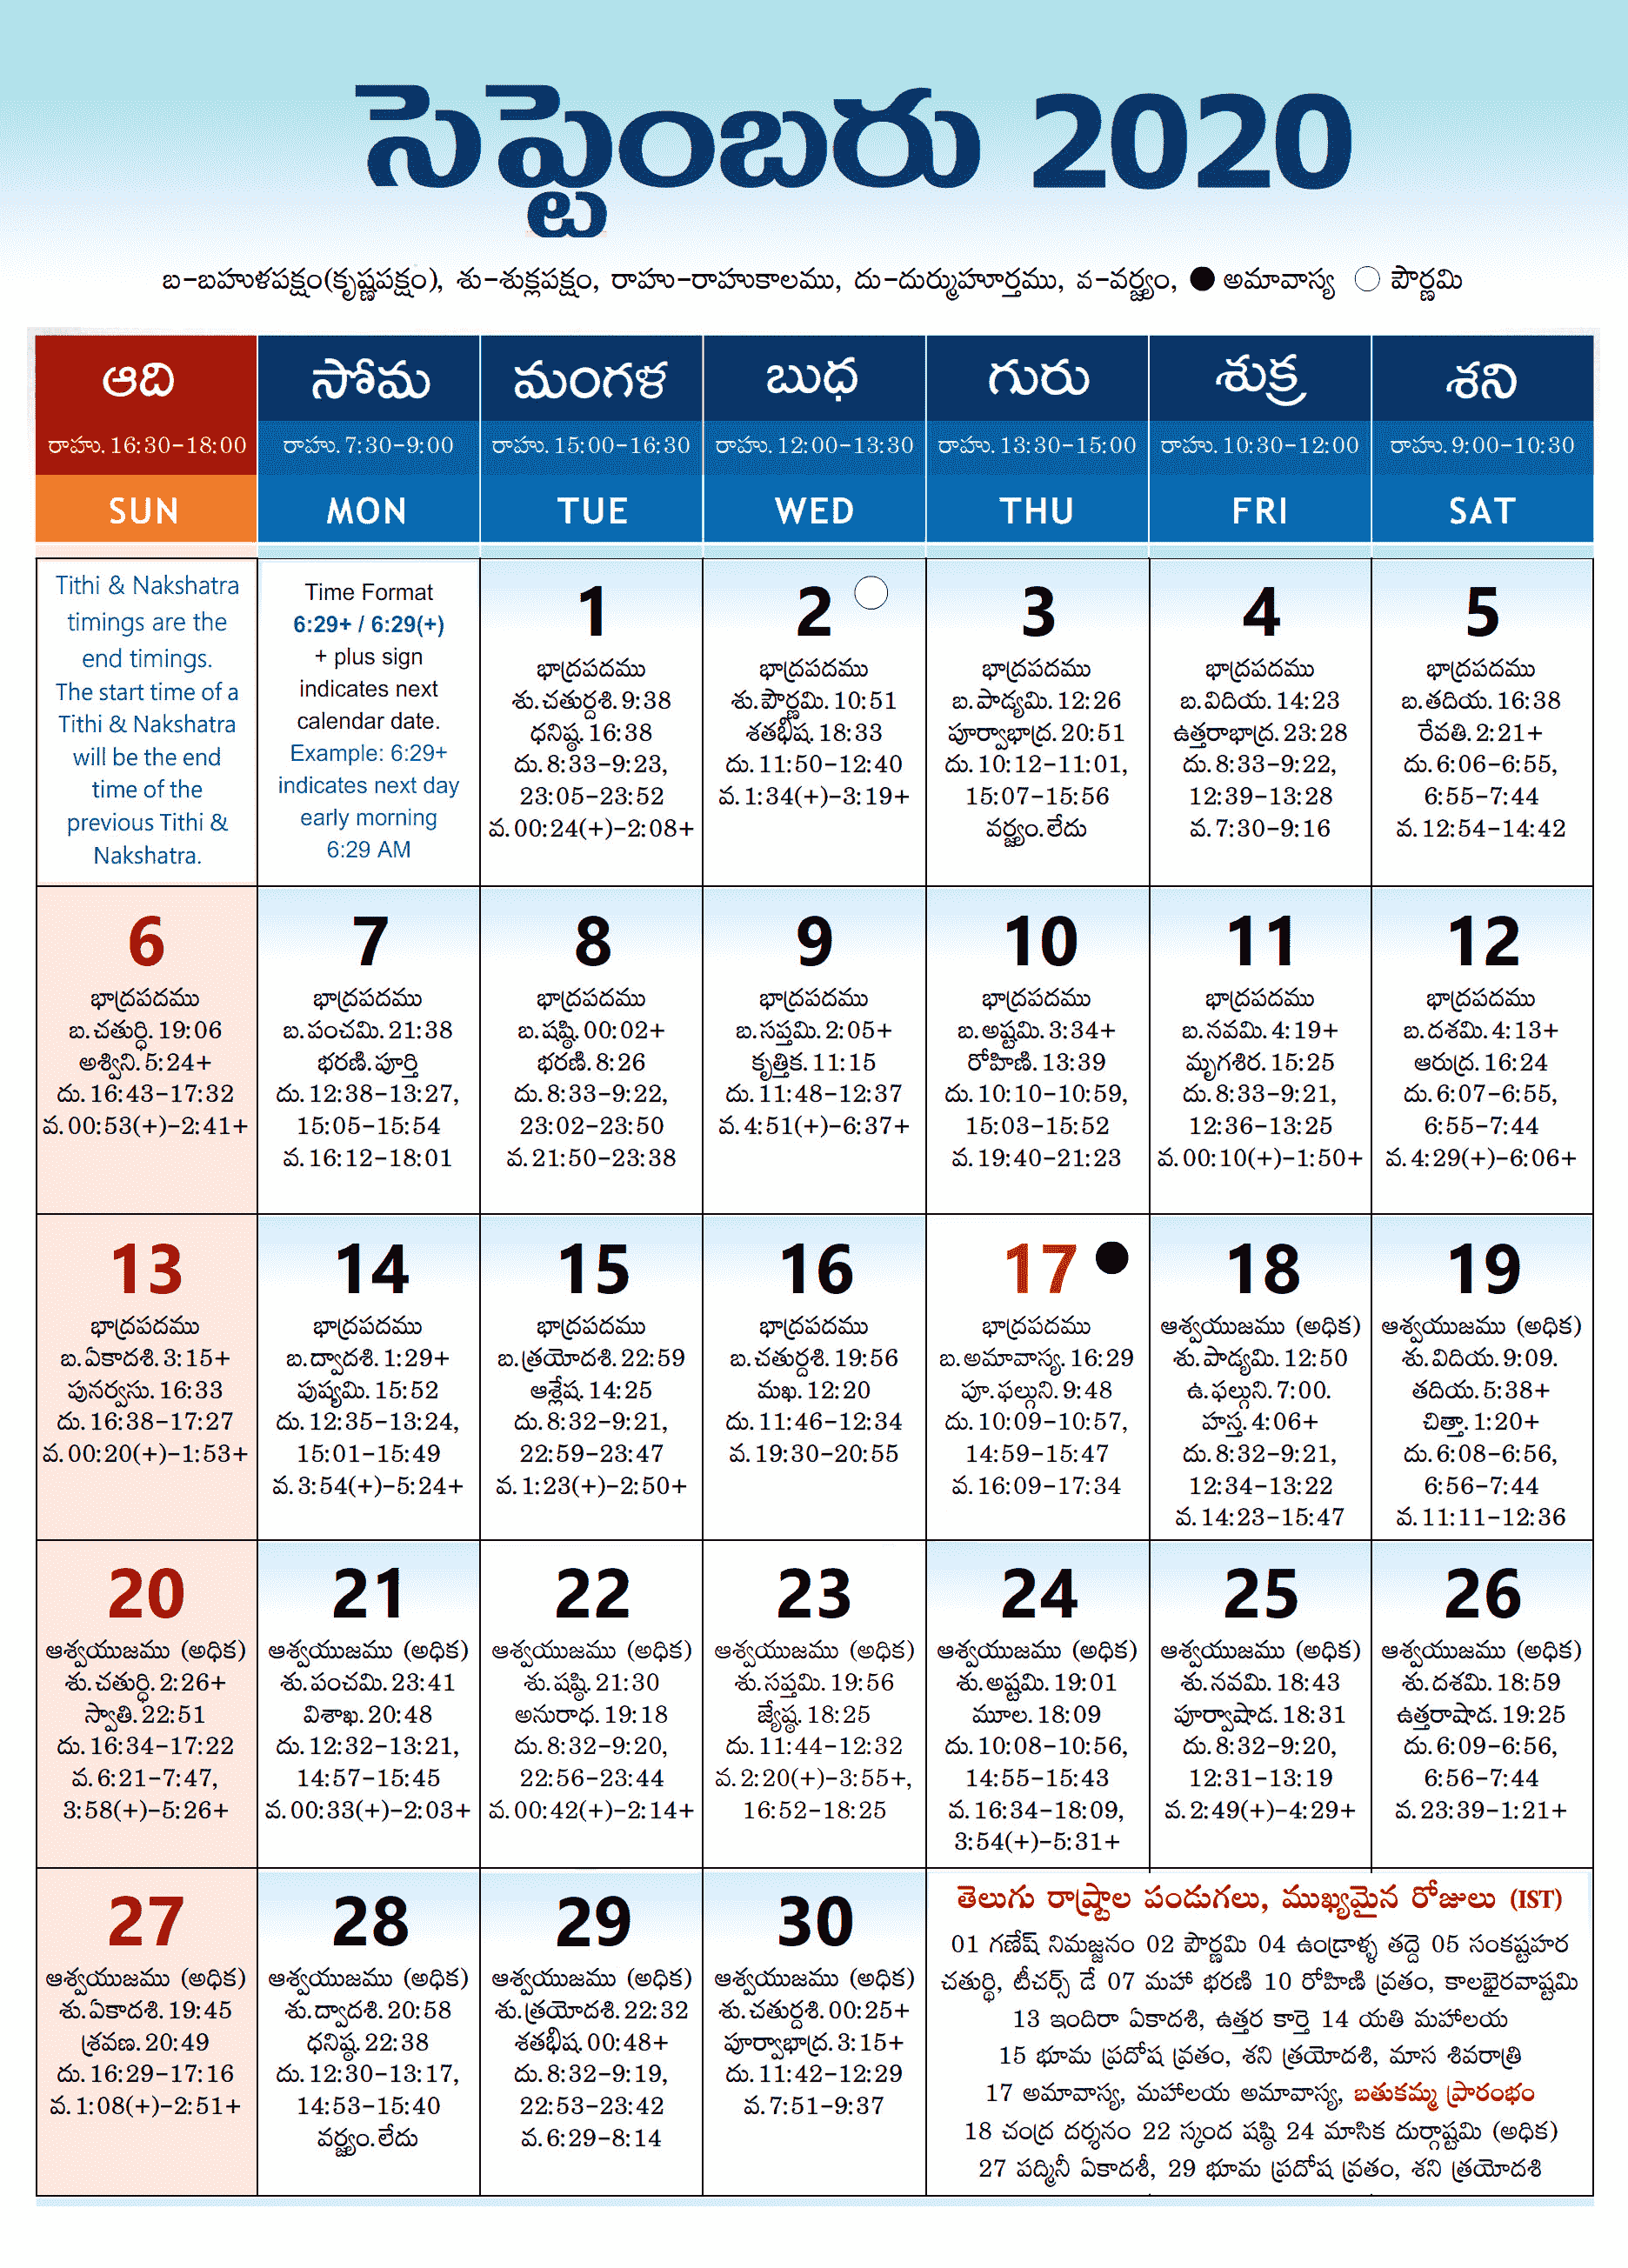 సెప్టెంబరు 2020
బ-బహుళపక్షం(కృష్ణపక్షం), శు-శుక్లపక్షం, రాహు-రాహుకాలము, దు-దుర్ముహూర్తము, వ-వర్జ్యం, ● అమావాస్య ○ పౌర్ణమి
ఆది
రాహు.16:30-18:00
SUN
సోమ
రాహు.7:30-9:00
MON
మంగళ
రాహు.15:00-16:30
TUE
బుధ
రాహు.12:00-13:30
WED
గురు
రాహు.13:30-15:00
THU
శుక్ర
రాహు.10:30-12:00
FRI
శని
రాహు.9:00-10:30
SAT
Tithi & Nakshatra
timings are the
end timings.
The start time of a
Tithi & Nakshatra
will be the end
time of the
previous Tithi &
Nakshatra.
Time Format
6:29+ / 6:29(+)
+ plus sign
indicates next
calendar date.
Example: 6:29+
indicates next day
early morning
6:29 AM
1
భాద్రపదము
శు.చతుర్దశి.9:38
ధనిష్ఠ.16:38
దు.8:33-9:23,
23:05-23:52
వ.00:24(+)-2:08+
2
భాద్రపదము
శు.పౌర్ణమి.10:51
శతభిష.18:33
దు.11:50-12:40
వ.1:34(+)-3:19+
3
భాద్రపదము
బ.పాడ్యమి.12:26
పూర్వాభాద్ర.20:51
దు.10:12-11:01,
15:07-15:56
వర్జ్యం.లేదు
4
భాద్రపదము
బ.విదియ.14:23
ఉత్తరాభాద్ర.23:28
దు.8:33-9:22,
12:39-13:28
వ.7:30-9:16
5
భాద్రపదము
బ.తదియ.16:38
రేవతి.2:21+
దు.6:06-6:55,
6:55-7:44
వ.12:54-14:42
6
భాద్రపదము
బ.చతుర్ధి.19:06
అశ్విని.5:24+
దు.16:43-17:32
వ.00:53(+)-2:41+
7
భాద్రపదము
బ.పంచమి.21:38
భరణి.పూర్తి
దు.12:38-13:27,
15:05-15:54
వ.16:12-18:01
8
భాద్రపదము
బ.షష్ఠి.00:02+
భరణి.8:26
దు.8:33-9:22,
23:02-23:50
వ.21:50-23:38
9
భాద్రపదము
బ.సప్తమి.2:05+
కృత్తిక.11:15
దు.11:48-12:37
వ.4:51(+)-6:37+
10
భాద్రపదము
బ.అష్టమి.3:34+
రోహిణి.13:39
దు.10:10-10:59,
15:03-15:52
వ.19:40-21:23
11
భాద్రపదము
బ.నవమి.4:19+
మృగశిర.15:25
దు.8:33-9:21,
12:36-13:25
వ.00:10(+)-1:50+
12
భాద్రపదము
బ.దశమి.4:13+
ఆరుద్ర.16:24
దు.6:07-6:55,
6:55-7:44
వ.4:29(+)-6:06+
13
భాద్రపదము
బ.ఏకాదశి.3:15+
పునర్వసు.16:33
దు.16:38-17:27
వ.00:20(+)-1:53+
14
భాద్రపదము
బ.ద్వాదశి.1:29+
పుష్యమి.15:52
దు.12:35-13:24,
15:01-15:49
వ.3:54(+)-5:24+
15
భాద్రపదము
బ.త్రయోదశి.22:59
ఆశ్లేష.14:25
దు.8:32-9:21,
22:59-23:47
వ.1:23(+)-2:50+
16
భాద్రపదము
బ.చతుర్దశి.19:56
మఖ.12:20
దు.11:46-12:34
వ.19:30-20:55
17
భాద్రపదము
బ.అమావాస్య.16:29
పూ.ఫల్గుని.9:48
దు.10:09-10:57,
14:59-15:47
వ.16:09-17:34
18
ఆశ్వయుజము (అధిక)
శు.పాడ్యమి.12:50
ఉ.ఫల్గుని.7:00.
హస్త.4:06+
దు.8:32-9:21,
12:34-13:22
వ.14:23-15:47
19
ఆశ్వయుజము (అధిక)
శు.విదియ.9:09.
తదియ.5:38+
చిత్తా.1:20+
దు.6:08-6:56,
6:56-7:44
వ.11:11-12:36
20
ఆశ్వయుజము (అధిక)
శు.చతుర్ధి.2:26+
స్వాతి.22:51
దు.16:34-17:22
వ.6:21-7:47,
3:58(+)-5:26+
21
ఆశ్వయుజము (అధిక)
శు.పంచమి.23:41
విశాఖ.20:48
దు.12:32-13:21,
14:57-15:45
వ.00:33(+)-2:03+
22
ఆశ్వయుజము (అధిక)
శు.షష్ఠి.21:30
అనురాధ.19:18
దు.8:32-9:20,
22:56-23:44
వ.00:42(+)-2:14+
23
ఆశ్వయుజము (అధిక)
శు.సప్తమి.19:56
జ్యేష్ఠ.18:25
దు.11:44-12:32
వ.2:20(+)-3:55+,
16:52-18:25
24
ఆశ్వయుజము (అధిక)
శు.అష్టమి.19:01
మూల.18:09
దు.10:08-10:56,
14:55-15:43
వ.16:34-18:09,
3:54(+)-5:31+
25
ఆశ్వయుజము (అధిక)
శు.నవమి.18:43
పూర్వాషాడ.18:31
దు.8:32-9:20,
12:31-13:19
వ.2:49(+)-4:29+
26
ఆశ్వయుజము (అధిక)
శు.దశమి.18:59
ఉత్తరాషాడ.19:25
దు.6:09-6:56,
6:56-7:44
వ.23:39-1:21+
27
ఆశ్వయుజము (అధిక)
శు.ఏకాదశి.19:45
శ్రవణ.20:49
దు.16:29-17:16
వ.1:08(+)-2:51+
28
ఆశ్వయుజము (అధిక)
శు.ద్వాదశి.20:58
ధనిష్ఠ.22:38
దు.12:30-13:17,
14:53-15:40
వర్జ్యం.లేదు
29
ఆశ్వయుజము (అధిక)
శు.త్రయోదశి.22:32
శతభిష.00:48+
దు.8:32-9:19,
22:53-23:42
వ.6:29-8:14
30
ఆశ్వయుజము (అధిక)
శు.చతుర్దశి.00:25+
పూర్వాభాద్ర.3:15+
దు.11:42-12:29
వ.7:51-9:37
తెలుగు రాష్ట్రాల పండుగలు, ముఖ్యమైన రోజులు (IST)
01 గణేష్ నిమజ్జనం 02 పౌర్ణమి 04 ఉండ్రాళ్ళ తద్దె 05 సంకష్టహర
చతుర్థి, టీచర్స్ డే 07 మహా భరణి 10 రోహిణి వ్రతం, కాలభైరవాష్టమి
13 ఇందిరా ఏకాదశి, ఉత్తర కార్తె 14 యతి మహాలయ
15 భూమ ప్రదోష వ్రతం, శని త్రయోదశి, మాస శివరాత్రి
17 అమావాస్య, మహాలయ అమావాస్య, బతుకమ్మ ప్రారంభం
18 చంద్ర దర్శనం 22 స్కంద షష్ఠి 24 మాసిక దుర్గాష్టమి (అధిక)
27 పద్మినీ ఏకాదశీ, 29 భూమ ప్రదోష వ్రతం, శని త్రయోదశి